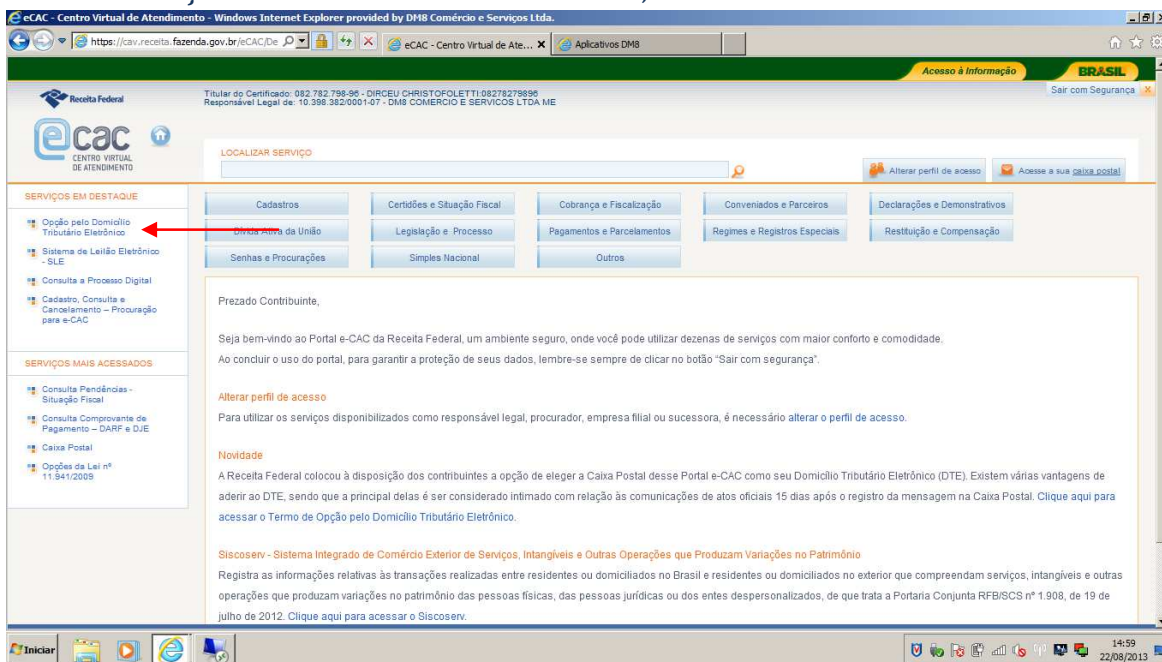 eCAC - Centro Virtual de Atendimento - Windows Internet Explorer provided by DM8 Comércio e Serviços Ltda.
https://cav.receita.fazenda.gov.br/eCAC/De
eCAC - Centro Virtual de Ate...
Aplicativos DM8
Acesso à Informação
BRASIL
Receita Federal
Titular do Certificado: 082.782.798-96 - DIRCEU CHRISTOFOLETTI:08278279896
Responsável Legal de: 10.398.382/0001-07 - DM8 COMERCIO E SERVICOS LTDA ME
Sair com Segurança
ecac
CENTRO VIRTUAL
DE ATENDIMENTO
LOCALIZAR SERVIÇO
Alterar perfil de acesso
Acesse a sua caixa postal
SERVIÇOS EM DESTAQUE
Opção pelo Domicílio
Tributário Eletrônico
Sistema de Leilão Eletrônico
- SLE
Consulta a Processo Digital
Cadastro, Consulta e
Cancelamento – Procuração
para e-CAC
SERVIÇOS MAIS ACESSADOS
Consulta Pendências -
Situação Fiscal
Consulta Comprovante de
Pagamento – DARF e DJE
Caixa Postal
Opções da Lei nº
11.941/2009
Cadastros
Certidões e Situação Fiscal
Cobrança e Fiscalização
Conveniados e Parceiros
Declarações e Demonstrativos
Dívida Ativa da União
Legislação e Processo
Pagamentos e Parcelamentos
Regimes e Registros Especiais
Restituição e Compensação
Senhas e Procurações
Simples Nacional
Outros
Prezado Contribuinte,
Seja bem-vindo ao Portal e-CAC da Receita Federal, um ambiente seguro, onde você pode utilizar dezenas de serviços com maior conforto e comodidade.
Ao concluir o uso do portal, para garantir a proteção de seus dados, lembre-se sempre de clicar no botão “Sair com segurança”.
Alterar perfil de acesso
Para utilizar os serviços disponibilizados como responsável legal, procurador, empresa filial ou sucessora, é necessário alterar o perfil de acesso.
Novidade
A Receita Federal colocou à disposição dos contribuintes a opção de eleger a Caixa Postal desse Portal e-CAC como seu Domicílio Tributário Eletrônico (DTE). Existem várias vantagens de
aderir ao DTE, sendo que a principal delas é ser considerado intimado com relação às comunicações de atos oficiais 15 dias após o registro da mensagem na Caixa Postal. Clique aqui para
acessar o Termo de Opção pelo Domicílio Tributário Eletrônico.
Siscoserv - Sistema Integrado de Comércio Exterior de Serviços, Intangíveis e Outras Operações que Produzam Variações no Patrimônio
Registra as informações relativas às transações realizadas entre residentes ou domiciliados no Brasil e residentes ou domiciliados no exterior que compreendam serviços, intangíveis e outras
operações que produzam variações no patrimônio das pessoas físicas, das pessoas jurídicas ou dos entes despersonalizados, de que trata a Portaria Conjunta RFB/SCS nº 1.908, de 19 de
julho de 2012. Clique aqui para acessar o Siscoserv.
Iniciar
14:59
22/08/2013